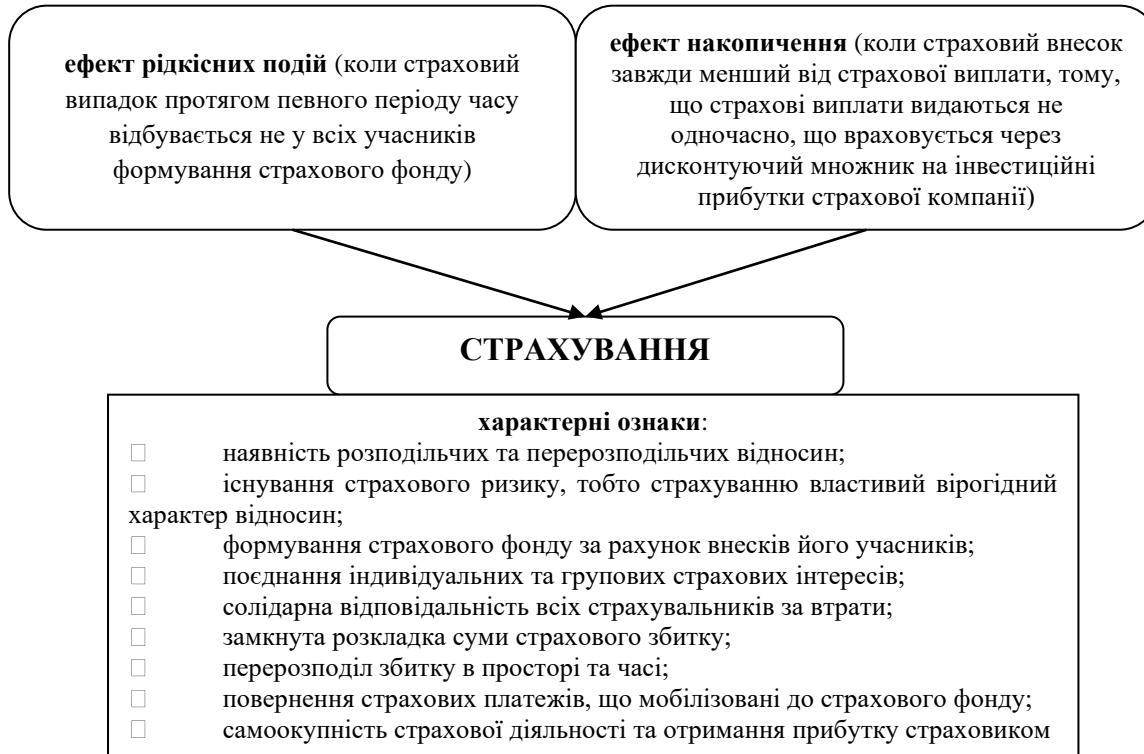 ефект рідкісних подій (коли страховий
випадок протягом певного періоду часу
відбувається не у всіх учасників
формування страхового фонду)
ефект накопичення (коли страховий внесок
завжди менший від страхової виплати, тому,
що страхові виплати видаються не
одночасно, що враховується через
дисконтуючий множник на інвестиційні
прибутки страхової компанії)
СТРАХУВАННЯ
характерні ознаки:
наявність розподільчих та перерозподільчих відносин;
існування страхового ризику, тобто страхуванню властивий вірогідний
характер відносин;
формування страхового фонду за рахунок внесків його учасників;
поєднання індивідуальних та групових страхових інтересів;
солідарна відповідальність всіх страхувальників за втрати;
замкнута розкладка суми страхового збитку;
перерозподіл збитку в просторі та часі;
повернення страхових платежів, що мобілізовані до страхового фонду;
самоокупність страхової діяльності та отримання прибутку страховиком